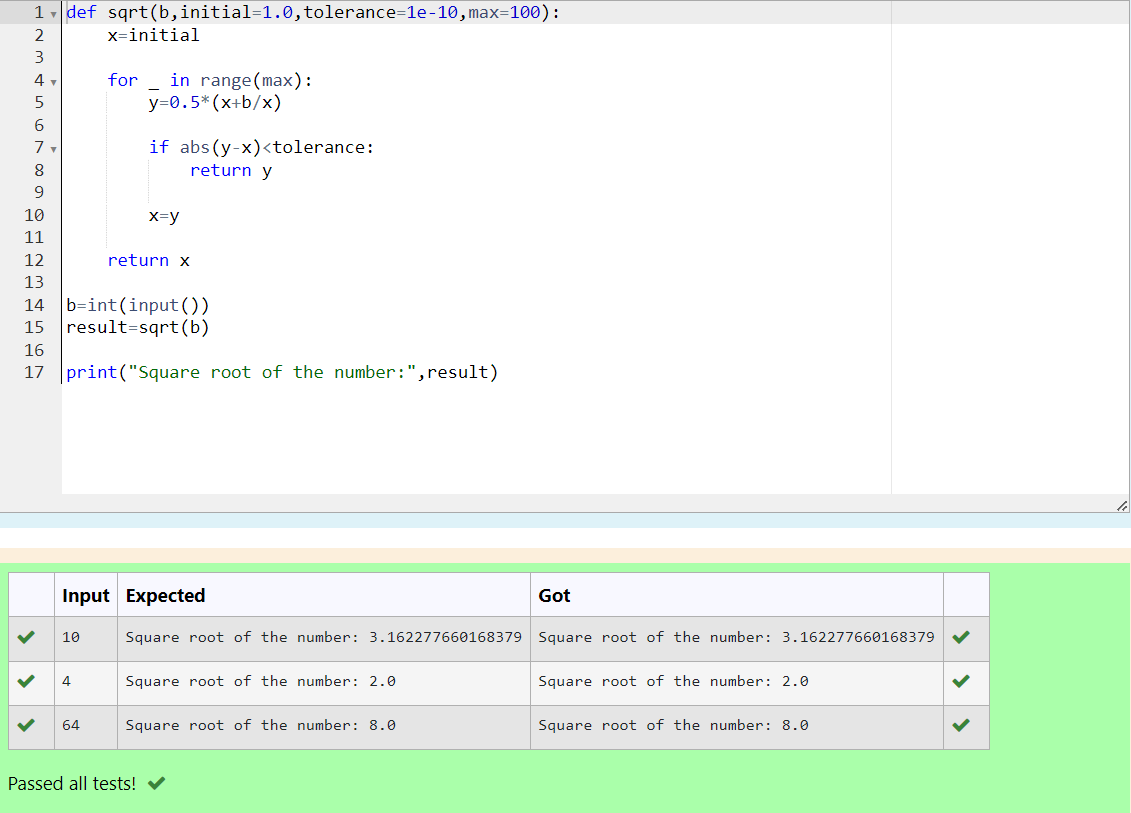 1 def sqrt(b,initial=1.0,tolerance=1e-10,max=100):
2     x=initial
3
4     for _ in range(max):
5         y=0.5*(x+b/x)
6
7         if abs(y-x)<tolerance:
8             return y
9
10         x=y
11
12     return x
13
14 b=int(input())
15 result=sqrt(b)
16
17 print("Square root of the number:",result)
Input Expected Got
10 Square root of the number: 3.162277660168379 Square root of the number: 3.162277660168379
4 Square root of the number: 2.0 Square root of the number: 2.0
64 Square root of the number: 8.0 Square root of the number: 8.0
Passed all tests!